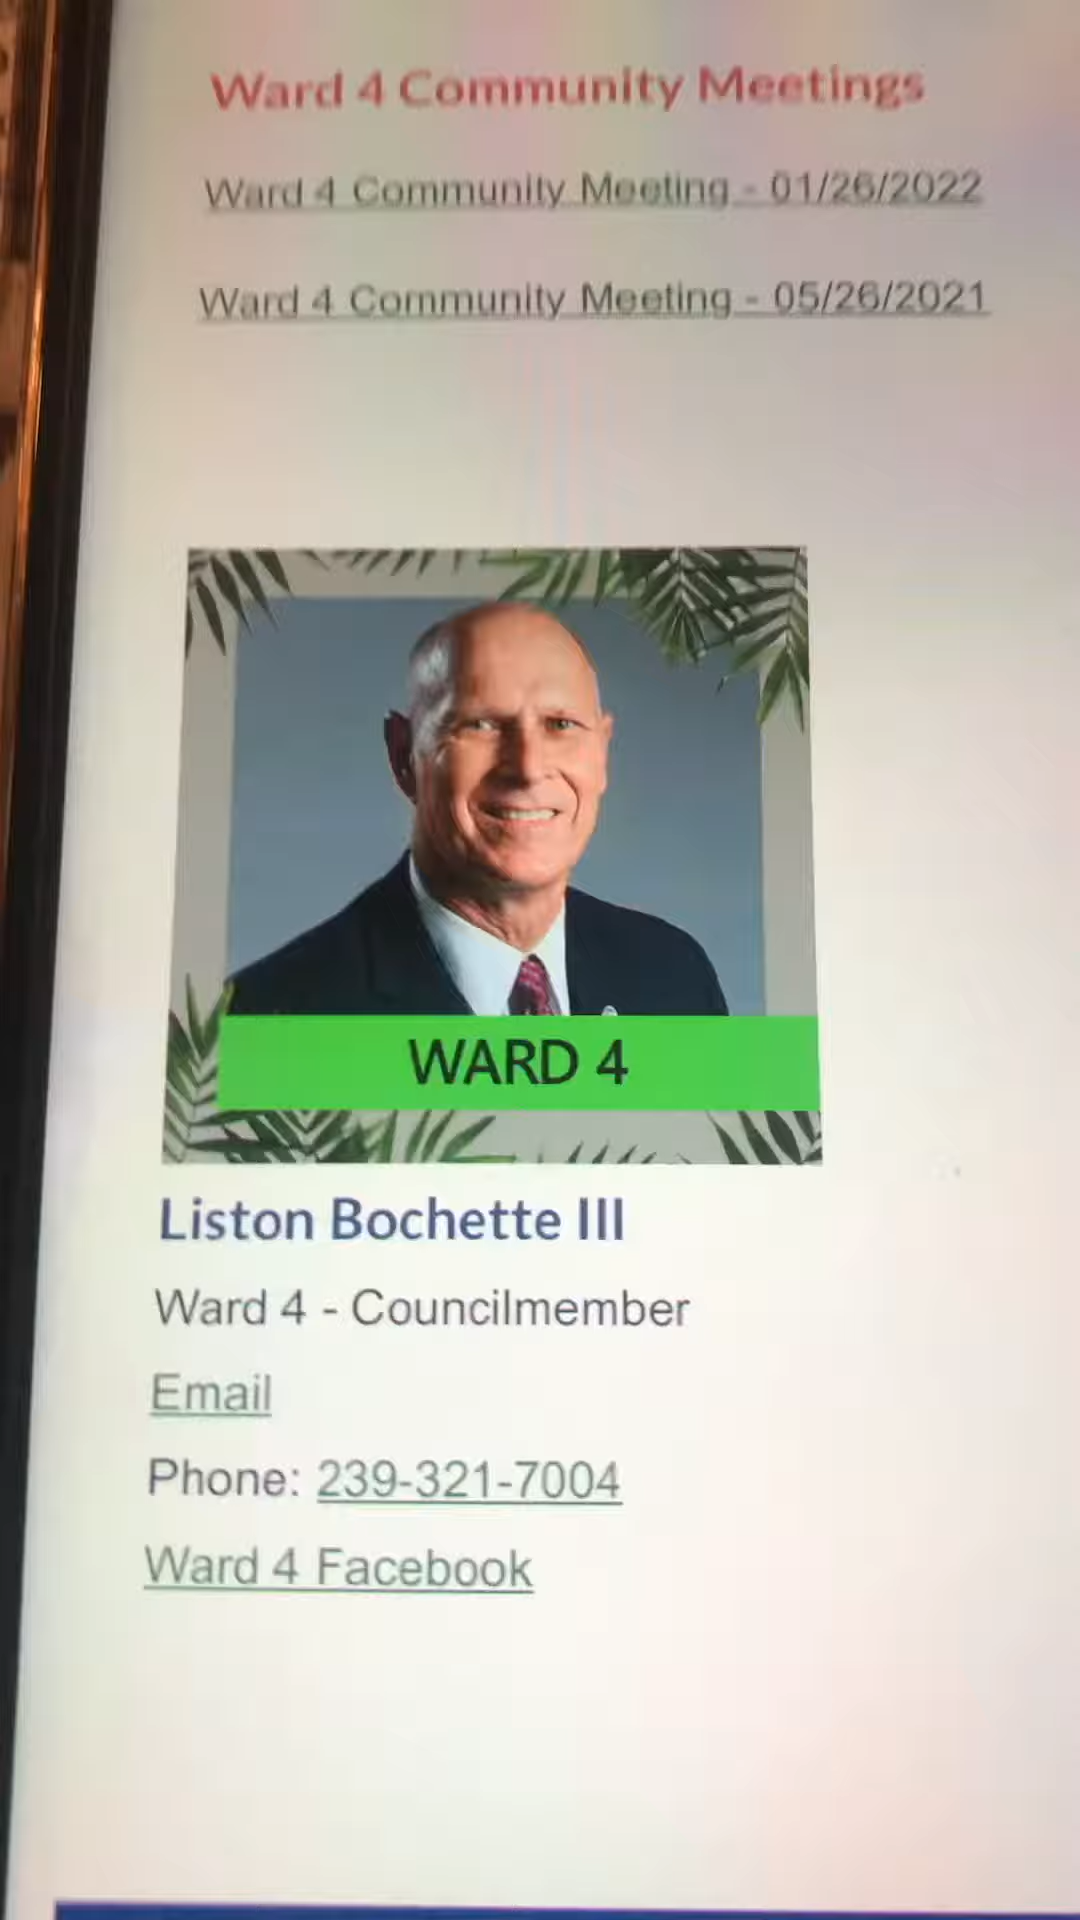 Ward 4 Community Meetings
Ward 4 Community Meeting - 01/26/2022
Ward 4 Community Meeting - 05/26/2021
WARD 4
Liston Bochette III
Ward 4 - Councilmember
Email
Phone: 239-321-7004
Ward 4 Facebook